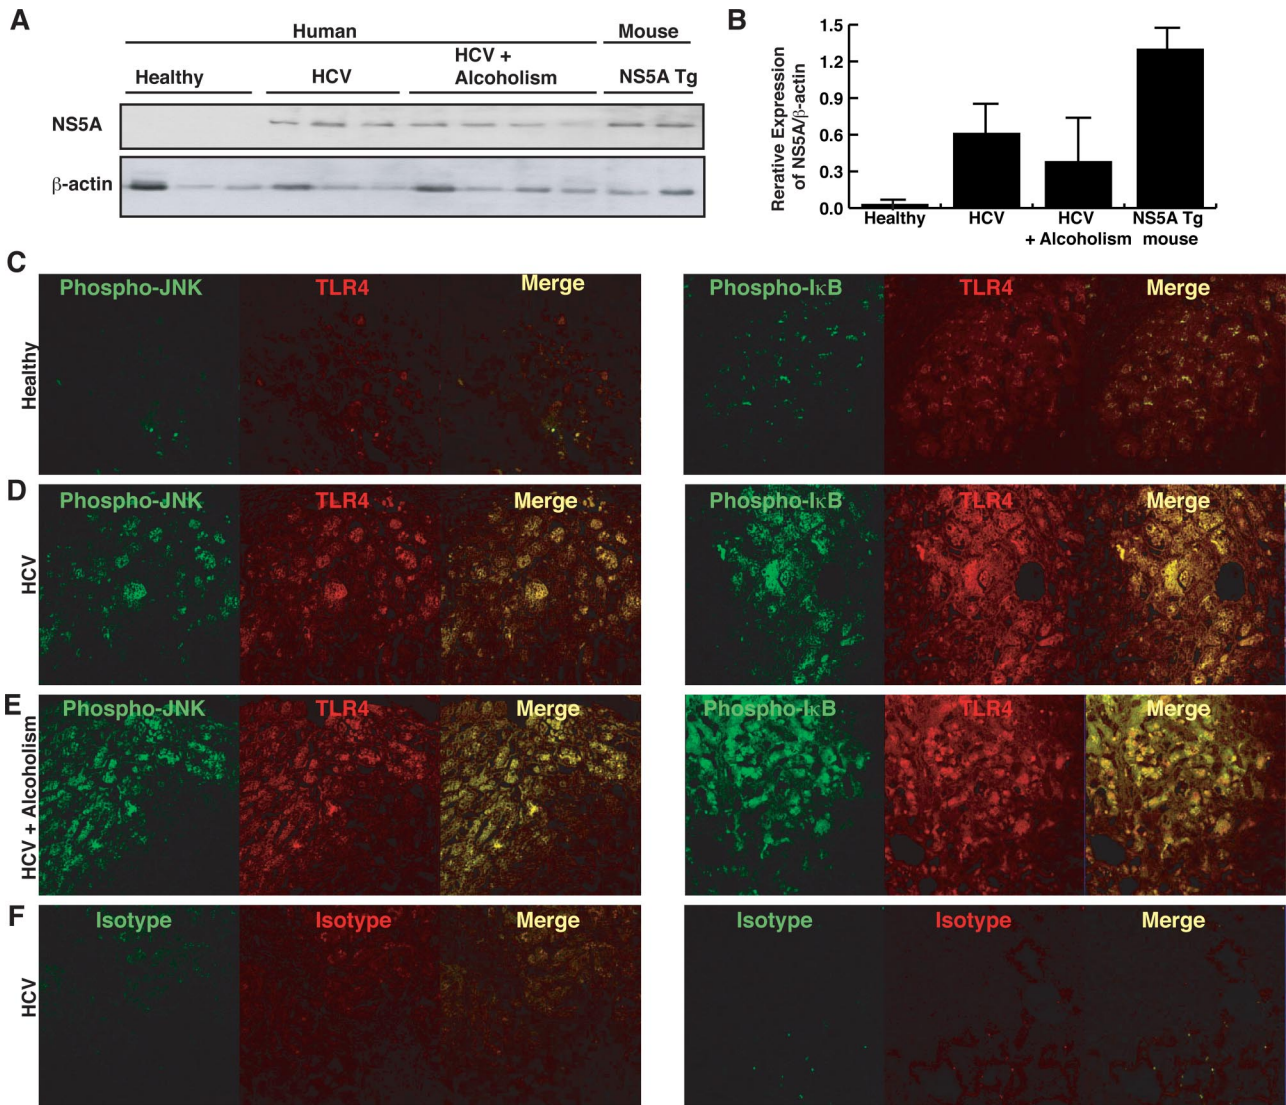 A
Human
Mouse
Healthy
HCV
HCV +
Alcoholism
NS5A Tg
NS5A
β-actin
B
Rerative Expression
of NS5A/β-actin
1.5
1.2
0.9
0.6
0.3
0.0
Healthy
HCV
HCV
+ Alcoholism
NS5A Tg
mouse
C
Healthy
Phospho-JNK
TLR4
Merge
Phospho-IκB
TLR4
Merge
D
HCV
Phospho-JNK
TLR4
Merge
Phospho-IκB
TLR4
Merge
E
HCV + Alcoholism
Phospho-JNK
TLR4
Merge
Phospho-IκB
TLR4
Merge
F
HCV
Isotype
Isotype
Merge
Isotype
Isotype
Merge